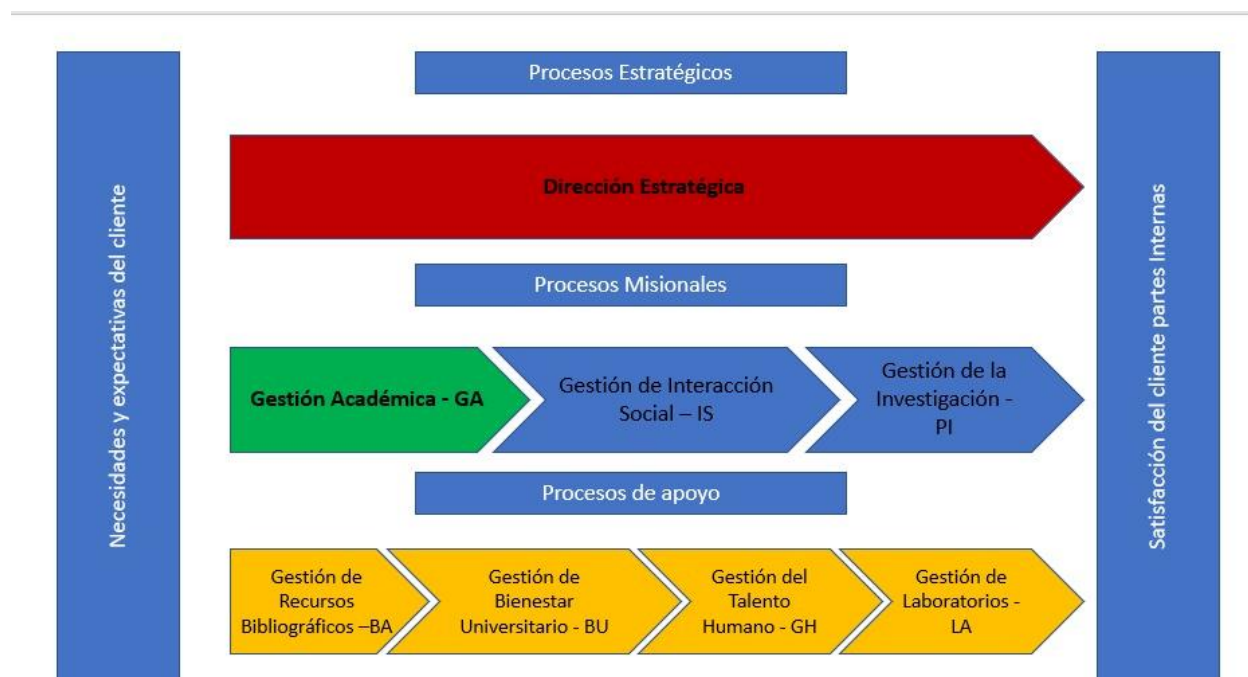 Necesidades y expectativas del cliente
Procesos Estratégicos
Dirección Estratégica
Procesos Misionales
Gestión Académica - GA
Gestión de Interacción
Social – IS
Gestión de la
Investigación -
PI
Procesos de apoyo
Gestión de
Recursos
Bibliográficos –BA
Gestión de
Bienestar
Universitario - BU
Gestión del
Talento
Humano - GH
Gestión de
Laboratorios -
LA
Satisfacción del cliente partes Internas